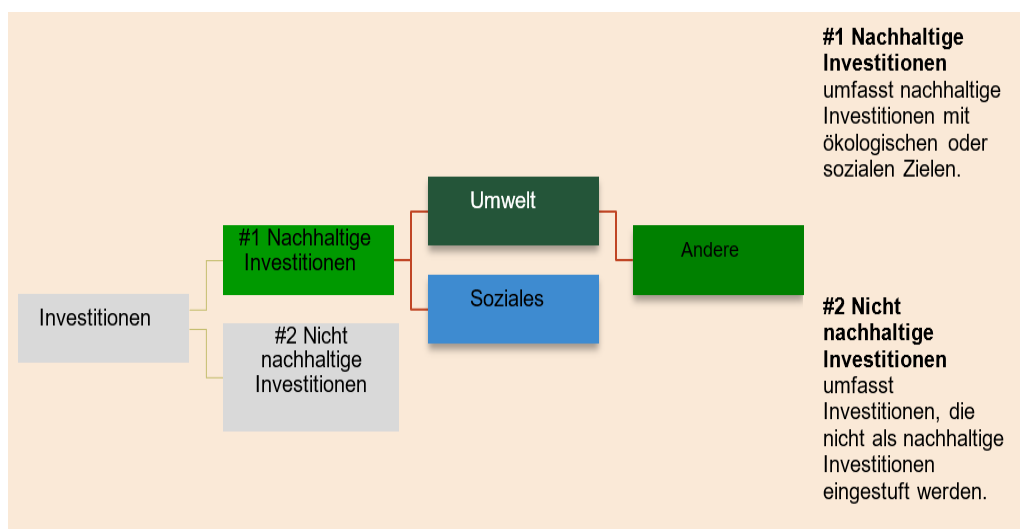 Investitionen
#1 Nachhaltige
Investitionen
#2 Nicht
nachhaltige
Investitionen
Umwelt
Soziales
Andere
#1 Nachhaltige
Investitionen
umfasst nachhaltige
Investitionen mit
ökologischen oder
sozialen Zielen.
#2 Nicht
nachhaltige
Investitionen
umfasst
Investitionen, die
nicht als nachhaltige
Investitionen
eingestuft werden.